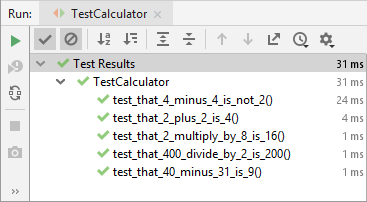 Run: TestCalculator
Test Results 31 ms
TestCalculator 31 ms
test_that_4_minus_4_is_not_2() 24 ms
test_that_2_plus_2_is_4() 4 ms
test_that_2_multiply_by_8_is_16() 1 ms
test_that_400_divide_by_2_is_200() 1 ms
test_that_40_minus_31_is_9() 1 ms